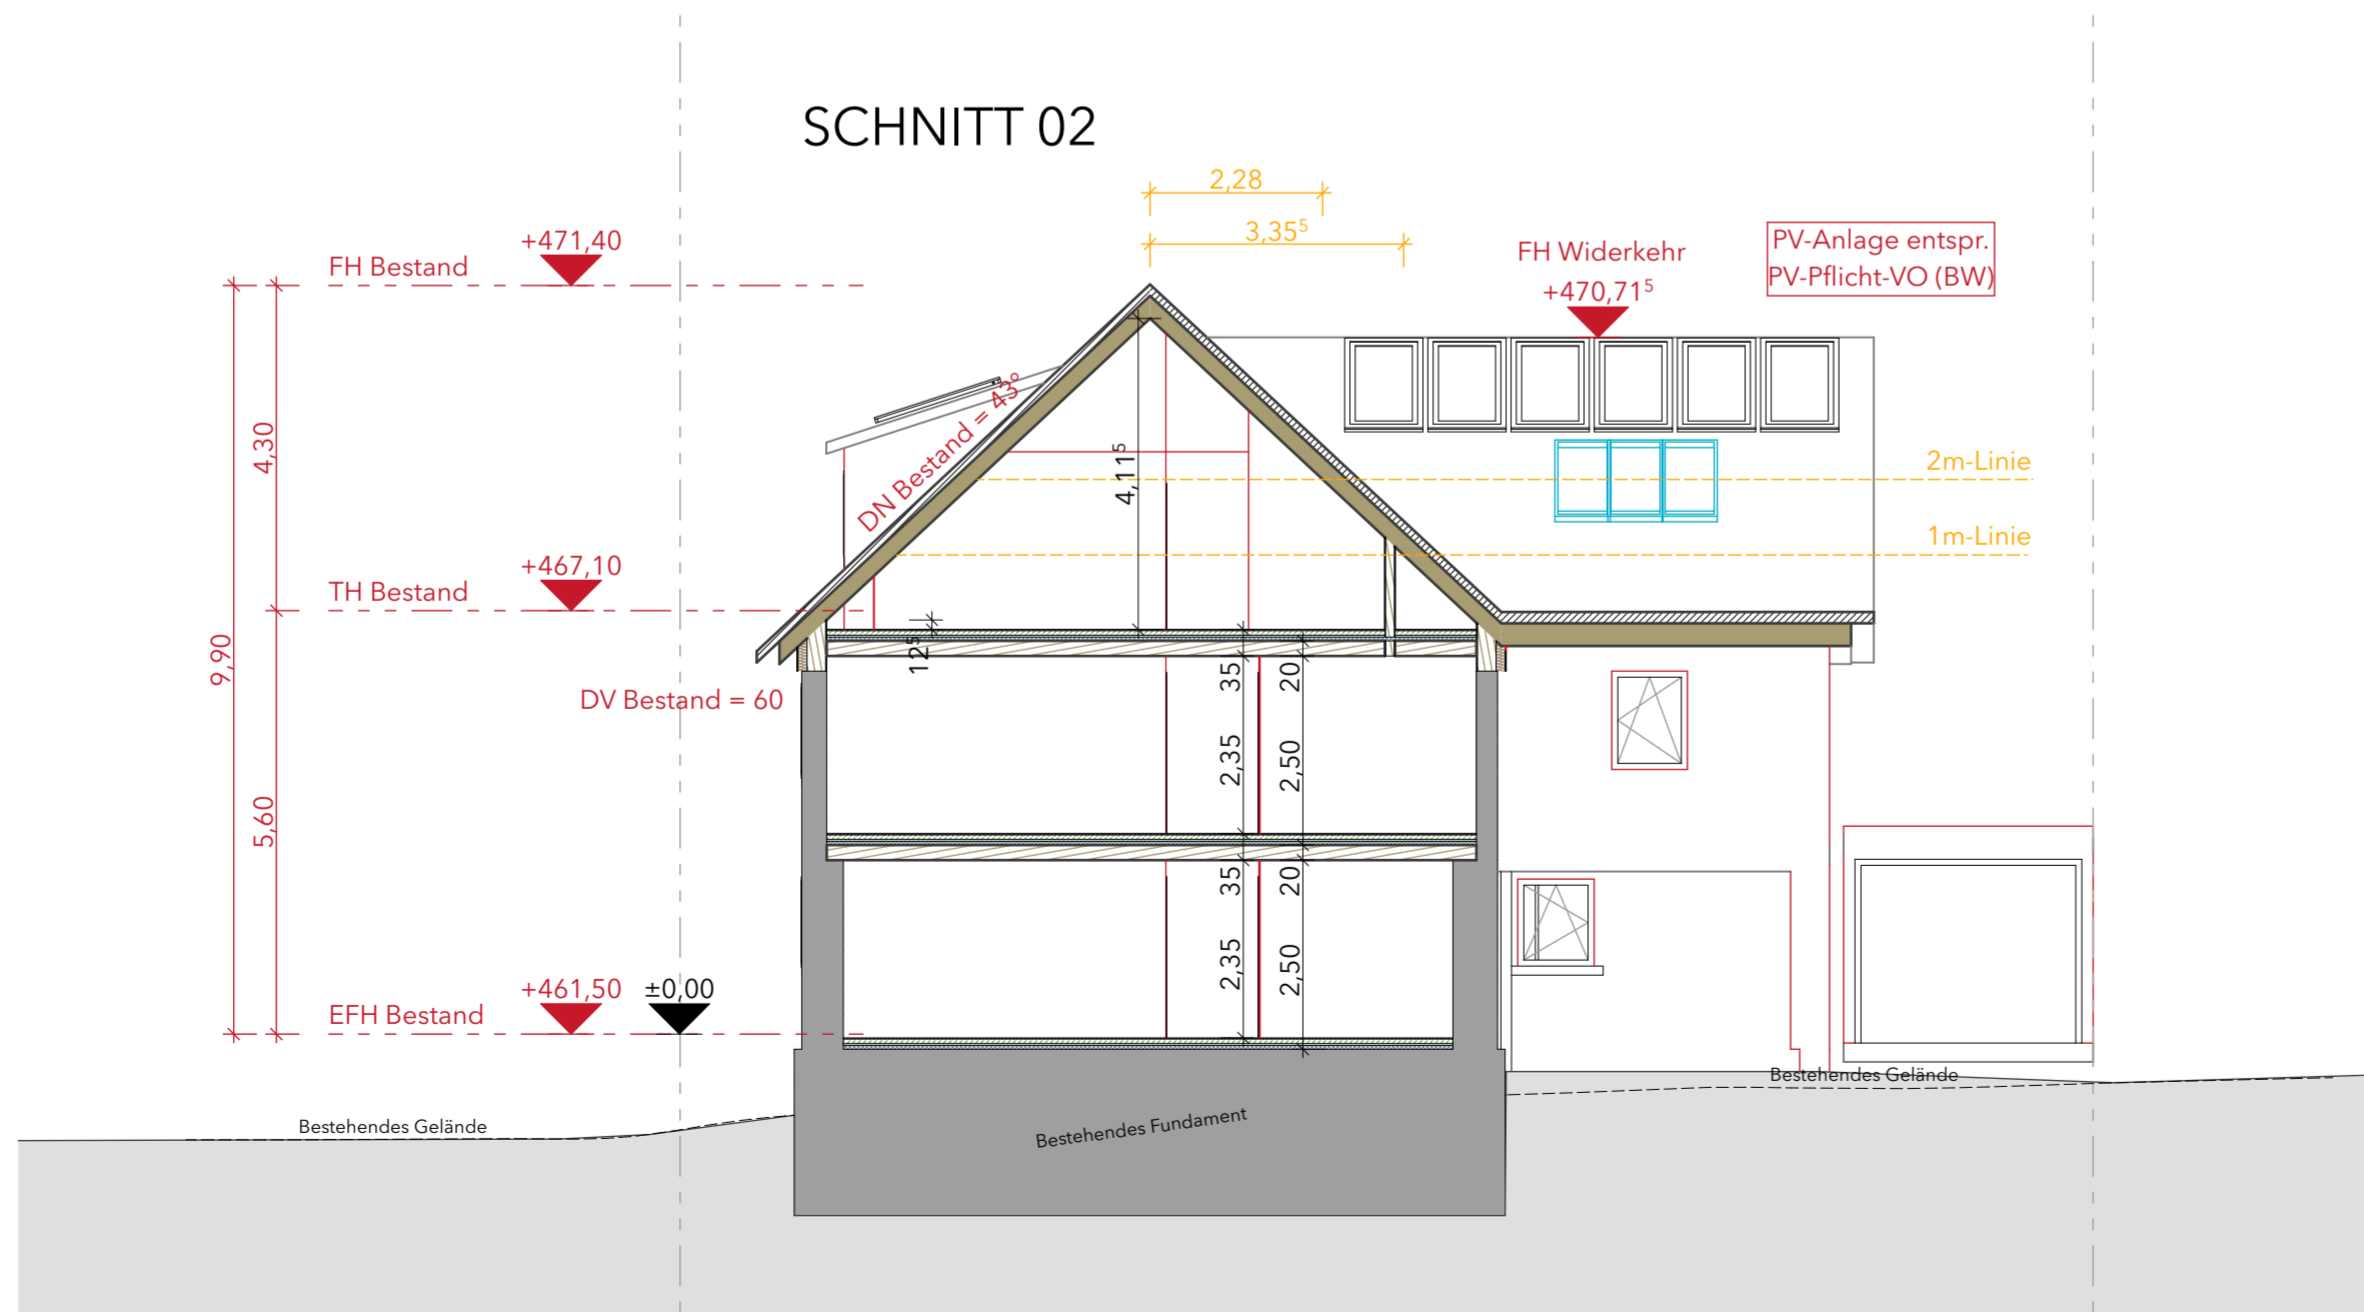 SCHNITT 02
2,28
3,35⁵
FH Bestand
+471,40
FH Widerkehr
+470,71⁵
PV-Anlage entspr.
PV-Pflicht-VO (BW)
DN Bestand = 43°
4,30
4,11⁵
2m-Linie
1m-Linie
TH Bestand
+467,10
9,90
12⁵
DV Bestand = 60
35
20
2,35
2,50
5,60
35
20
2,35
2,50
EFH Bestand
+461,50
±0,00
Bestehendes Gelände
Bestehendes Gelände
Bestehendes Fundament